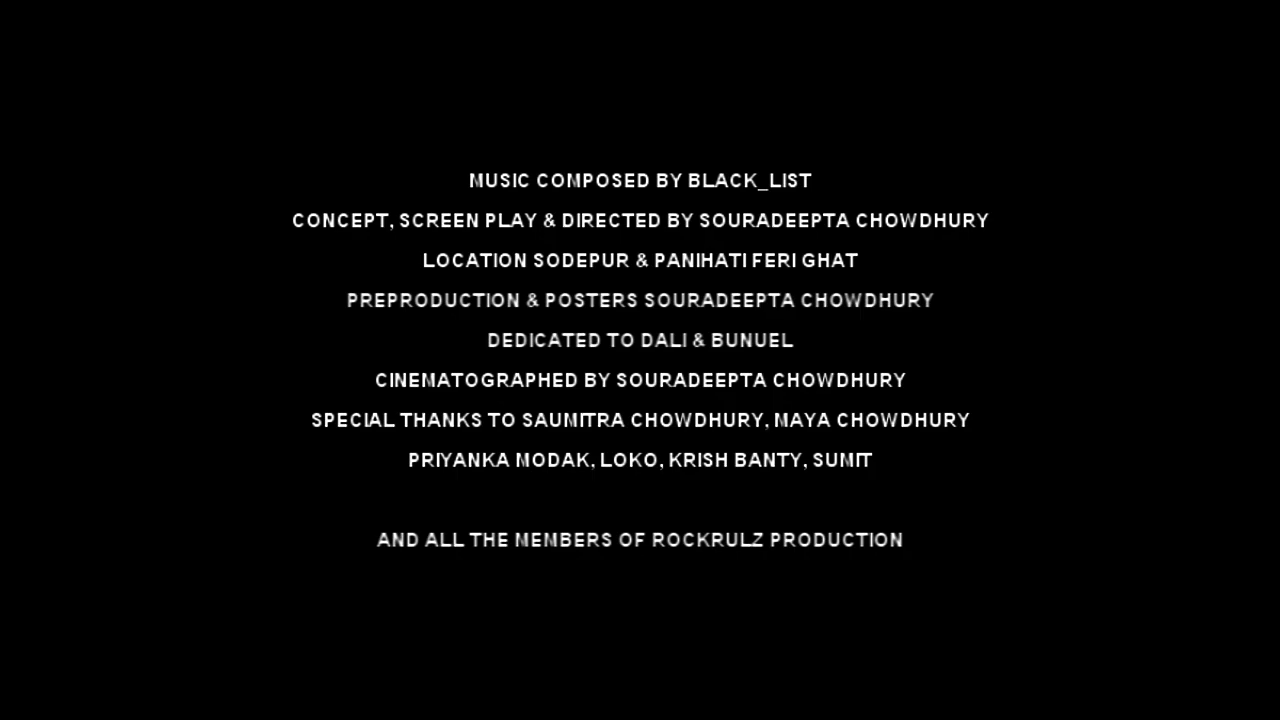 MUSIC COMPOSED BY BLACK_LIST
CONCEPT, SCREEN PLAY & DIRECTED BY SOURADEEPTA CHOWDHURY
LOCATION SODEPUR & PANIHATI FERI GHAT
PREPRODUCTION & POSTERS SOURADEEPTA CHOWDHURY
DEDICATED TO DALI & BUNUEL
CINEMATOGRAPHED BY SOURADEEPTA CHOWDHURY
SPECIAL THANKS TO SAUMITRA CHOWDHURY, MAYA CHOWDHURY
PRIYANKA MODAK, LOKO, KRISH BANTY, SUMIT
AND ALL THE MEMBERS OF ROCKRULZ PRODUCTION